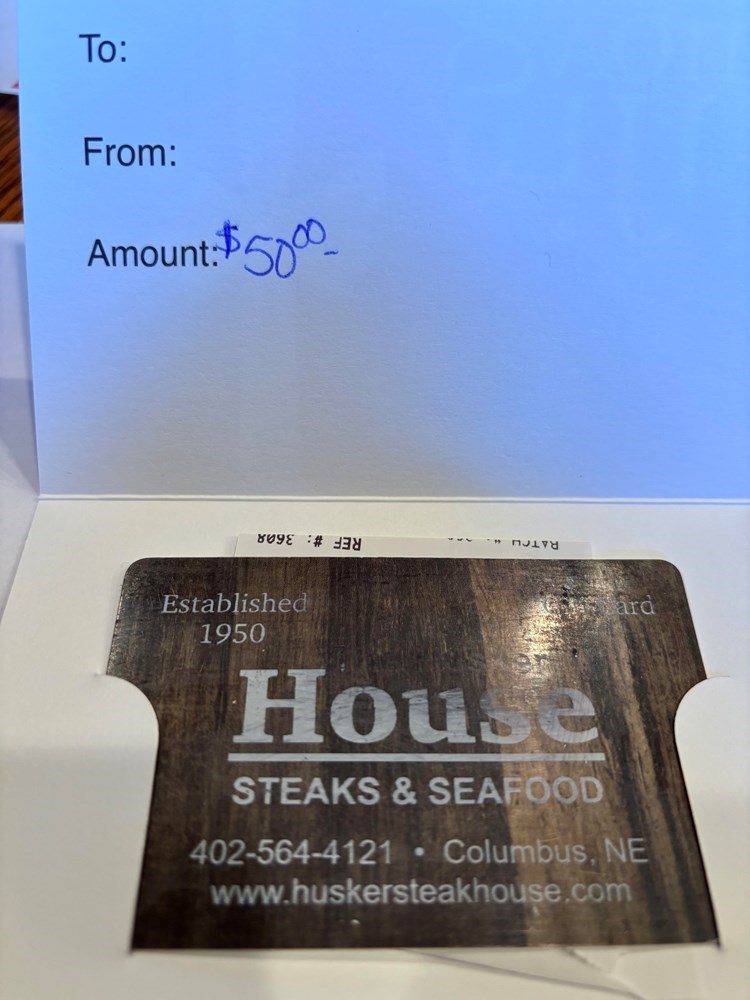 To:
From:
Amount: $50.00
REF #: 3608
BATCH #:
Established
1950
House
STEAKS & SEAFOOD
402-564-4121 • Columbus, NE
www.huskersteakhouse.com